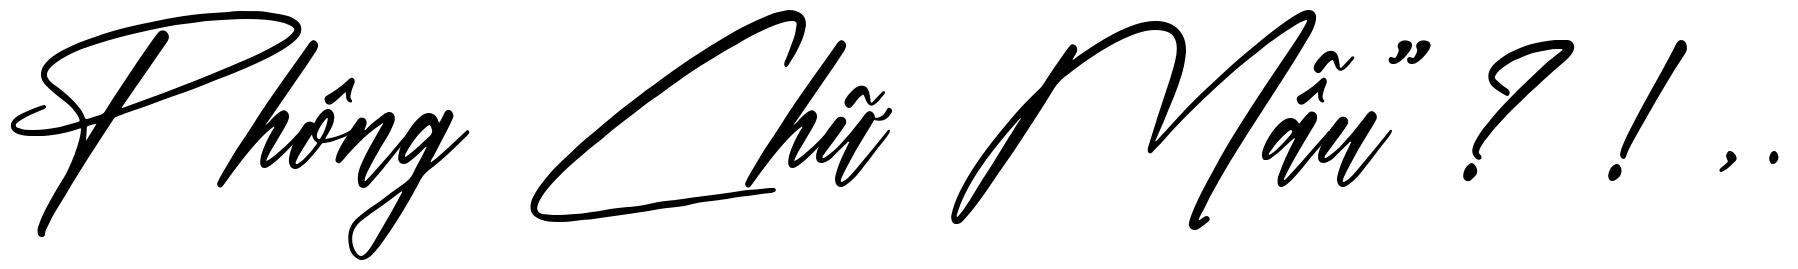 Phông Chữ Mẫu” ? ! , .